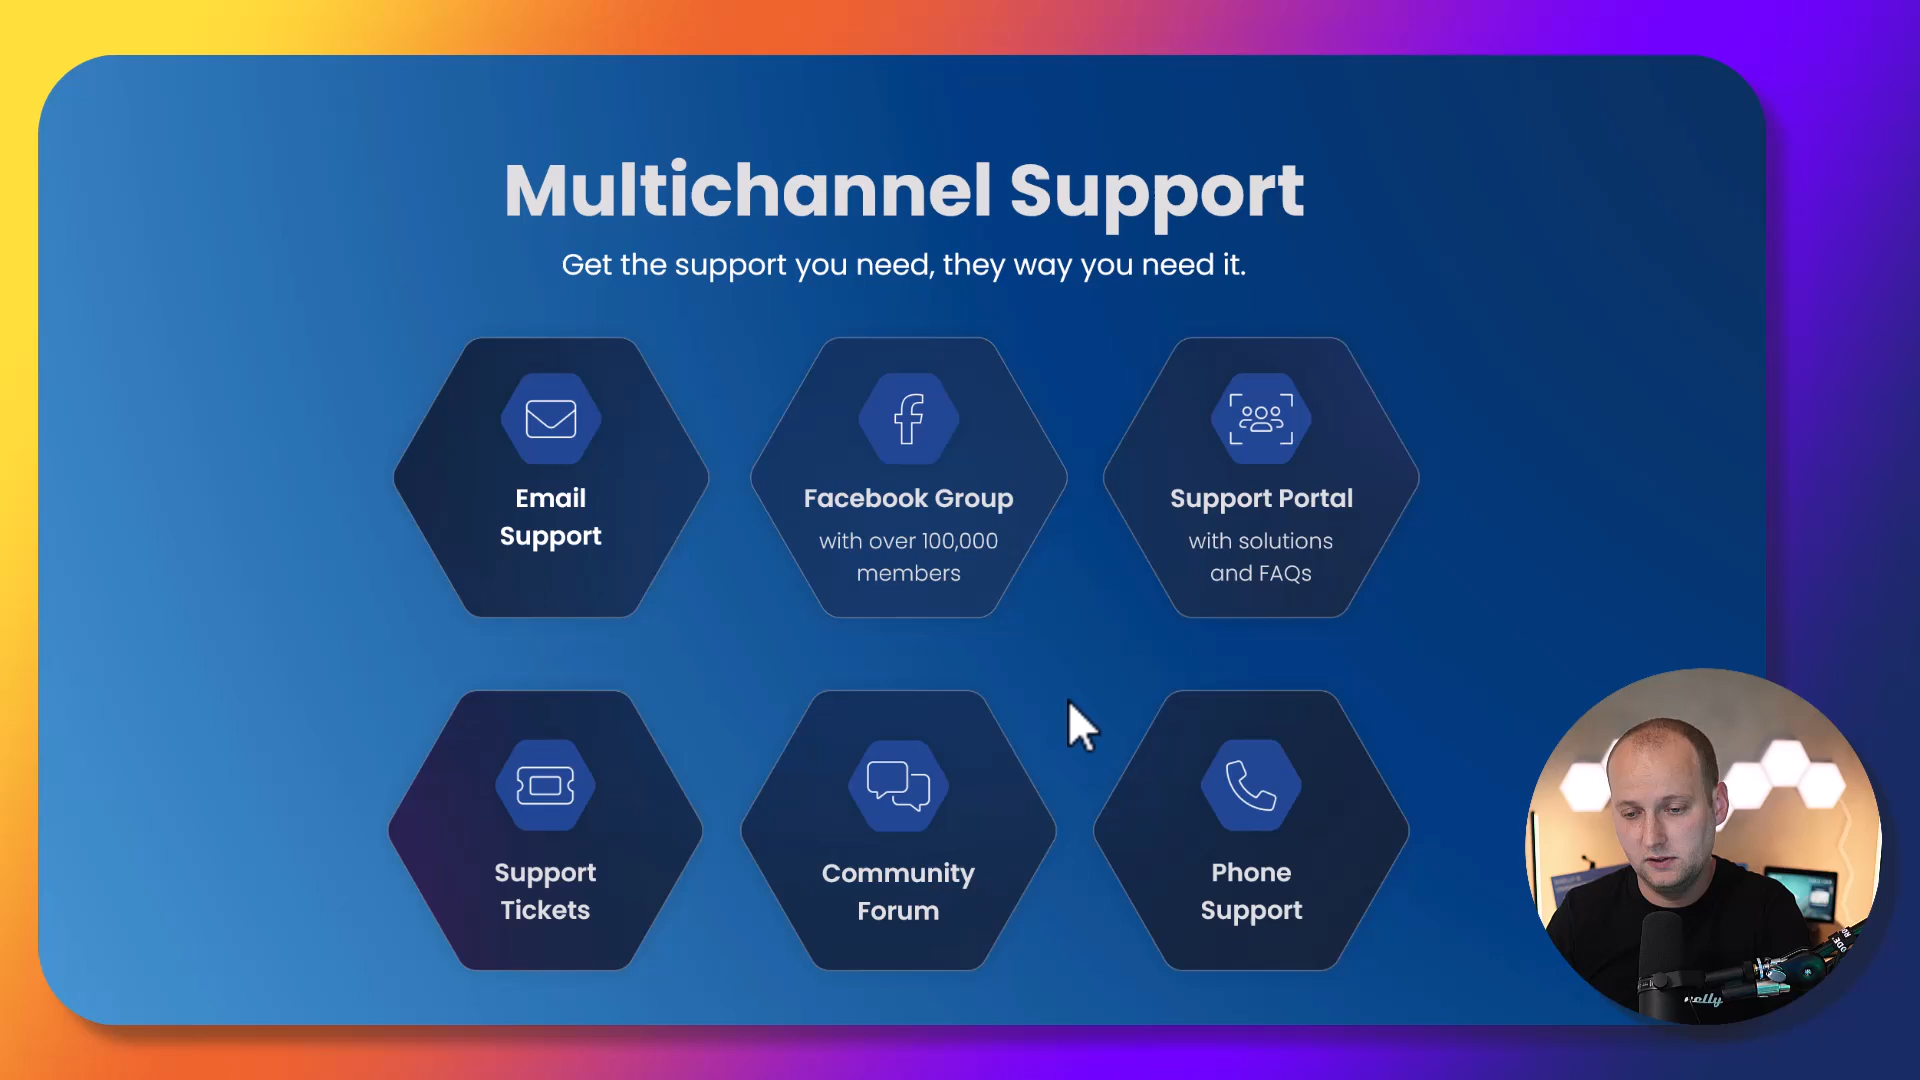 Multichannel Support
Get the support you need, they way you need it.
Email
Support
Facebook Group
with over 100,000
members
Support Portal
with solutions
and FAQs
Support
Tickets
Community
Forum
Phone
Support